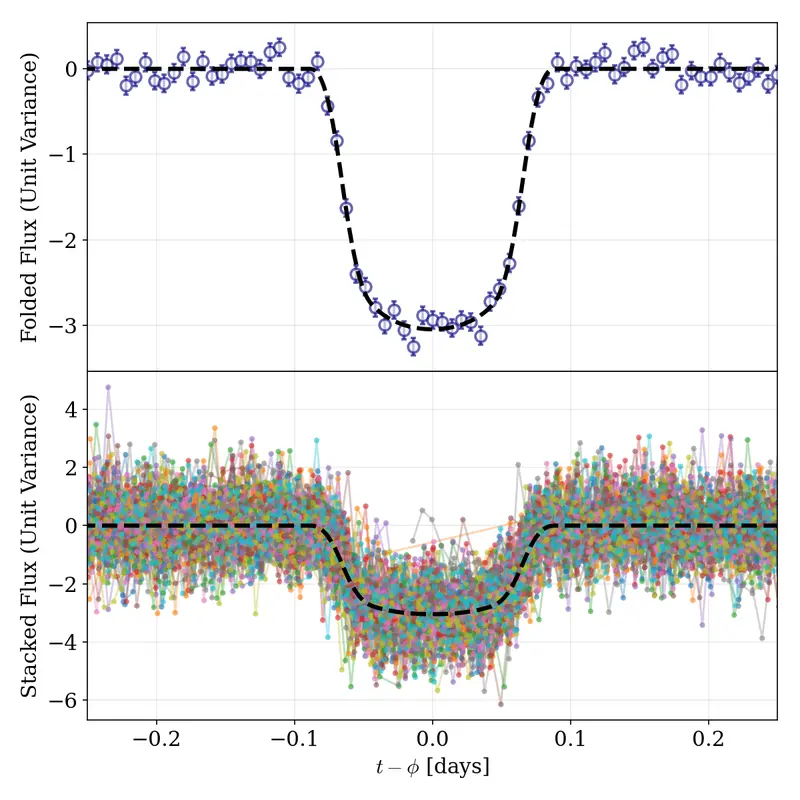 Folded Flux (Unit Variance)
0
−1
−2
−3
Stacked Flux (Unit Variance)
4
2
0
−2
−4
−6
−0.2 −0.1 0.0 0.1 0.2
t − ϕ [days]